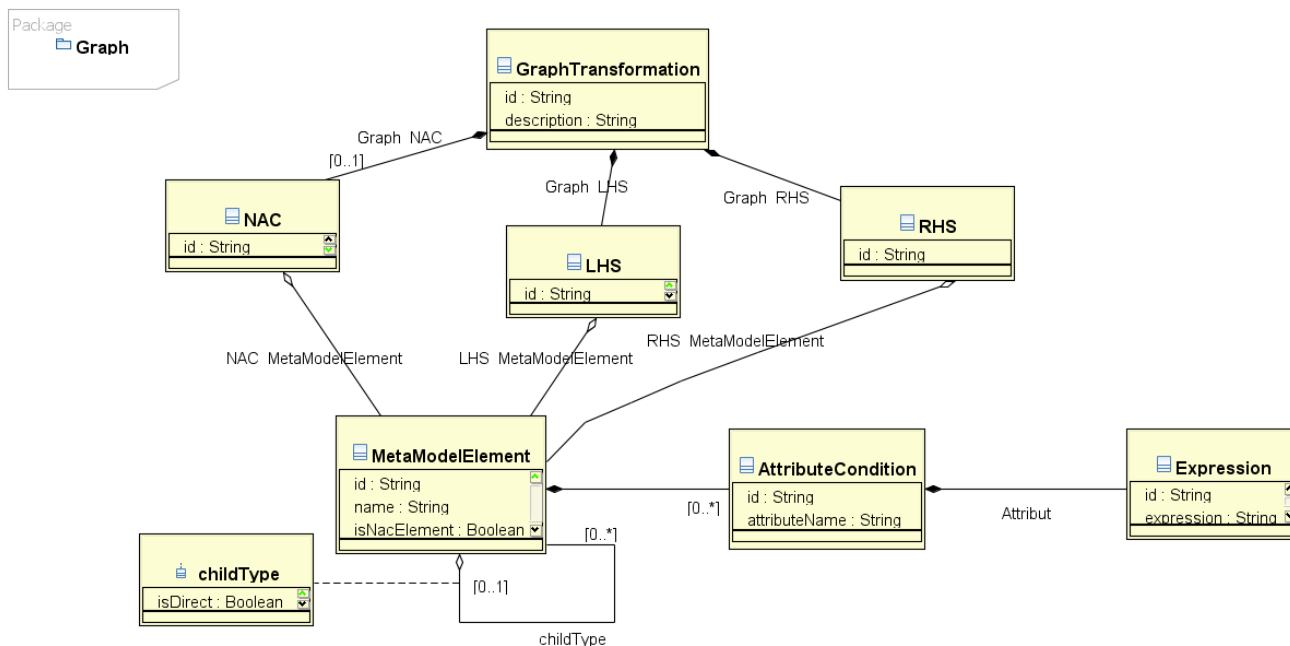 Package
Graph
GraphTransformation
id : String
description : String
Graph NAC
[0..1]
Graph LHS
Graph RHS
NAC
id : String
LHS
id : String
RHS
id : String
NAC MetaModelElement
LHS MetaModelElement
RHS MetaModelElement
MetaModelElement
id : String
name : String
isNacElement : Boolean
AttributeCondition
id : String
attributeName : String
[0..*]
Attribut
Expression
id : String
expression : String
[0..*]
[0..1]
childType
childType
isDirect : Boolean